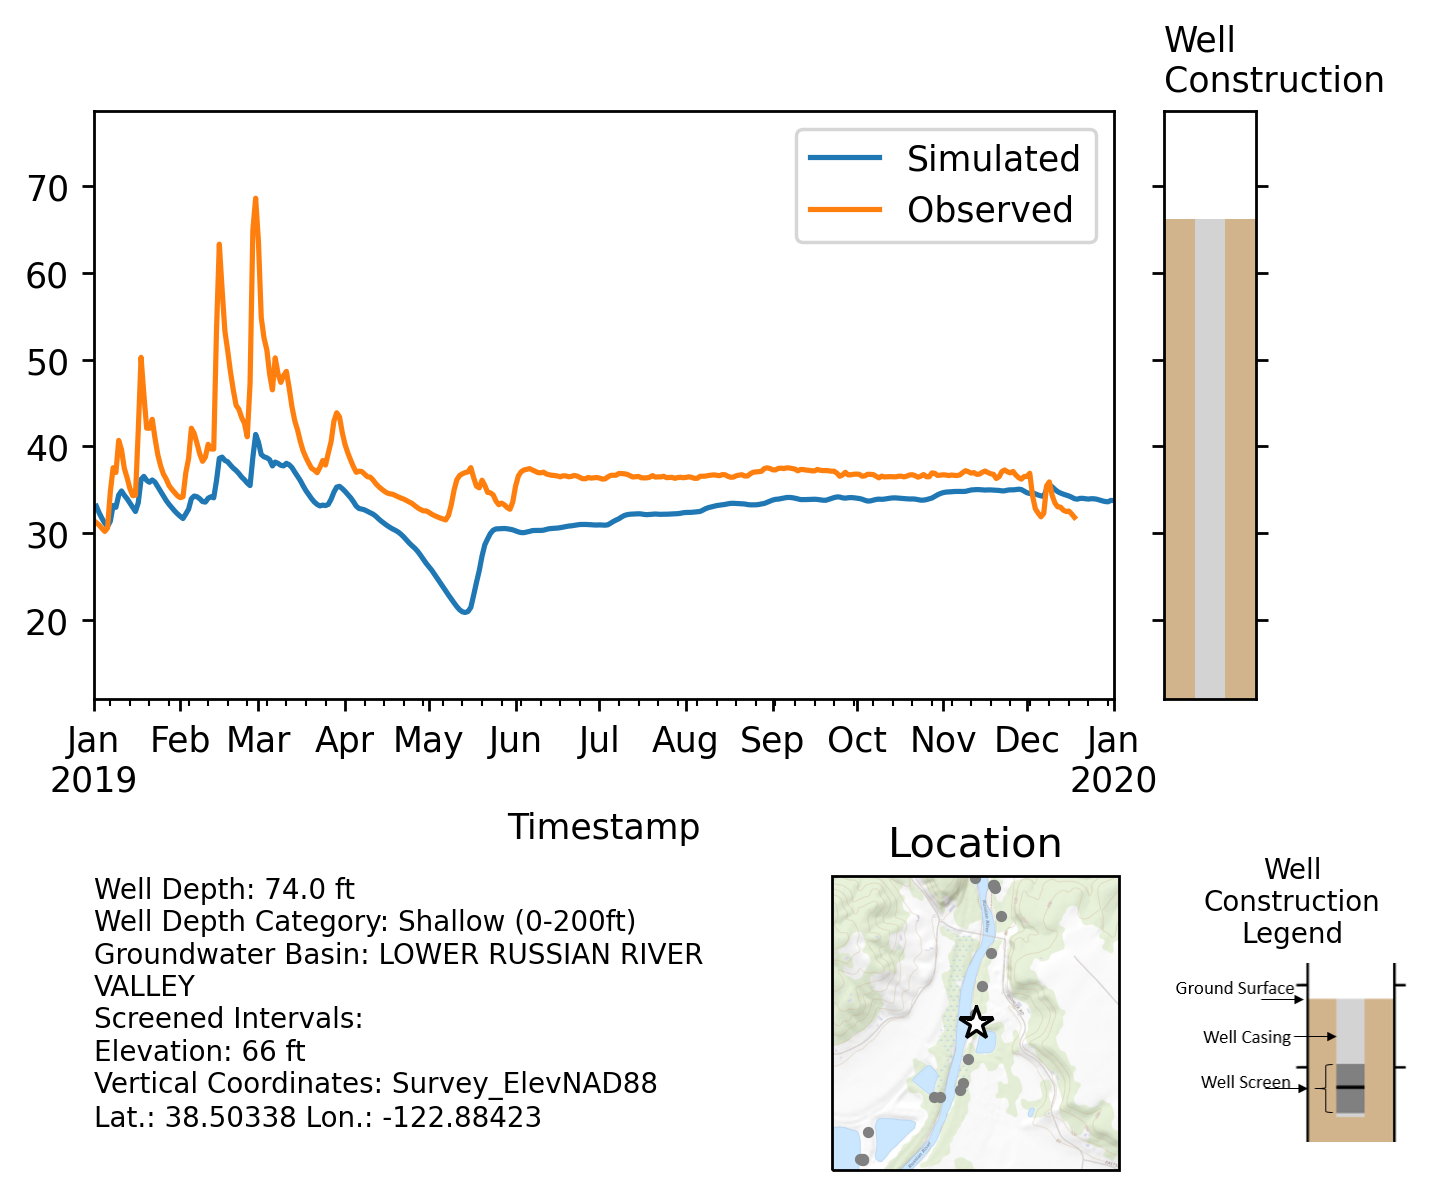 Well
Construction
Simulated
Observed
70
60
50
40
30
20
Jan Feb Mar Apr May Jun Jul Aug Sep Oct Nov Dec Jan
2019 2020
Timestamp
Well Depth: 74.0 ft
Well Depth Category: Shallow (0-200ft)
Groundwater Basin: LOWER RUSSIAN RIVER
VALLEY
Screened Intervals:
Elevation: 66 ft
Vertical Coordinates: Survey_ElevNAD88
Lat.: 38.50338 Lon.: -122.88423
Location
Well
Construction
Legend
Ground Surface
Well Casing
Well Screen